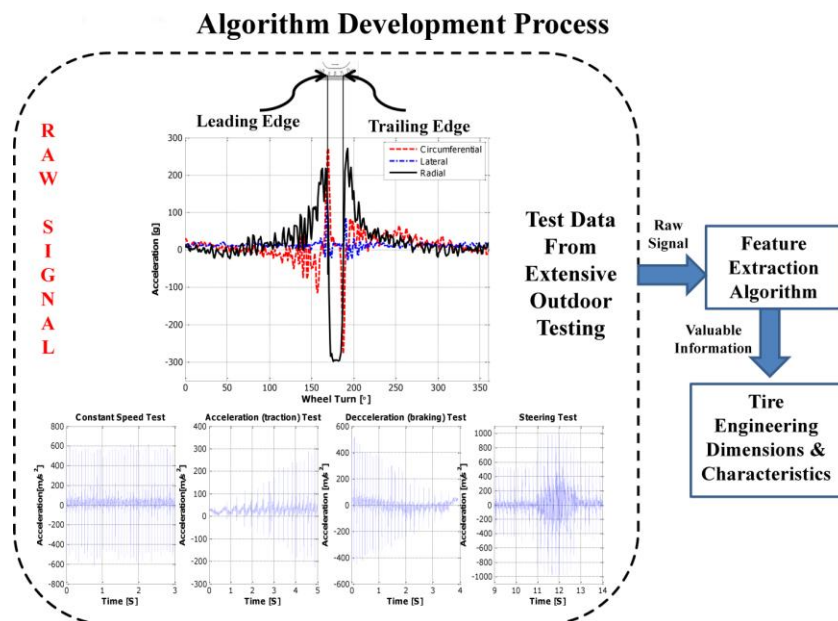 Algorithm Development Process
Leading Edge
Trailing Edge
R
A
W
S
I
G
N
A
L
300
200
100
0
-100
-200
-300
Acceleration [g]
Circumferential
Lateral
Radial
0
50
100
150
200
250
300
350
Wheel Turn [°]
Test Data
From
Extensive
Outdoor
Testing
Raw
Signal
Feature
Extraction
Algorithm
Valuable
Information
Tire
Engineering
Dimensions &
Characteristics
Constant Speed Test
800
600
400
200
0
-200
-400
-600
-800
Acceleration[m/s²]
0
1
2
3
Time [S]
Acceleration (traction) Test
400
300
200
100
0
-100
-200
-300
Acceleration[m/s²]
0
1
2
3
4
5
Time [S]
Decceleration (braking) Test
600
400
200
0
-200
-400
-600
Acceleration[m/s²]
0
1
2
3
4
Time [S]
Steering Test
1000
800
600
400
200
0
-200
-400
-600
-800
-1000
Acceleration[m/s²]
9
10
11
12
13
14
Time [S]